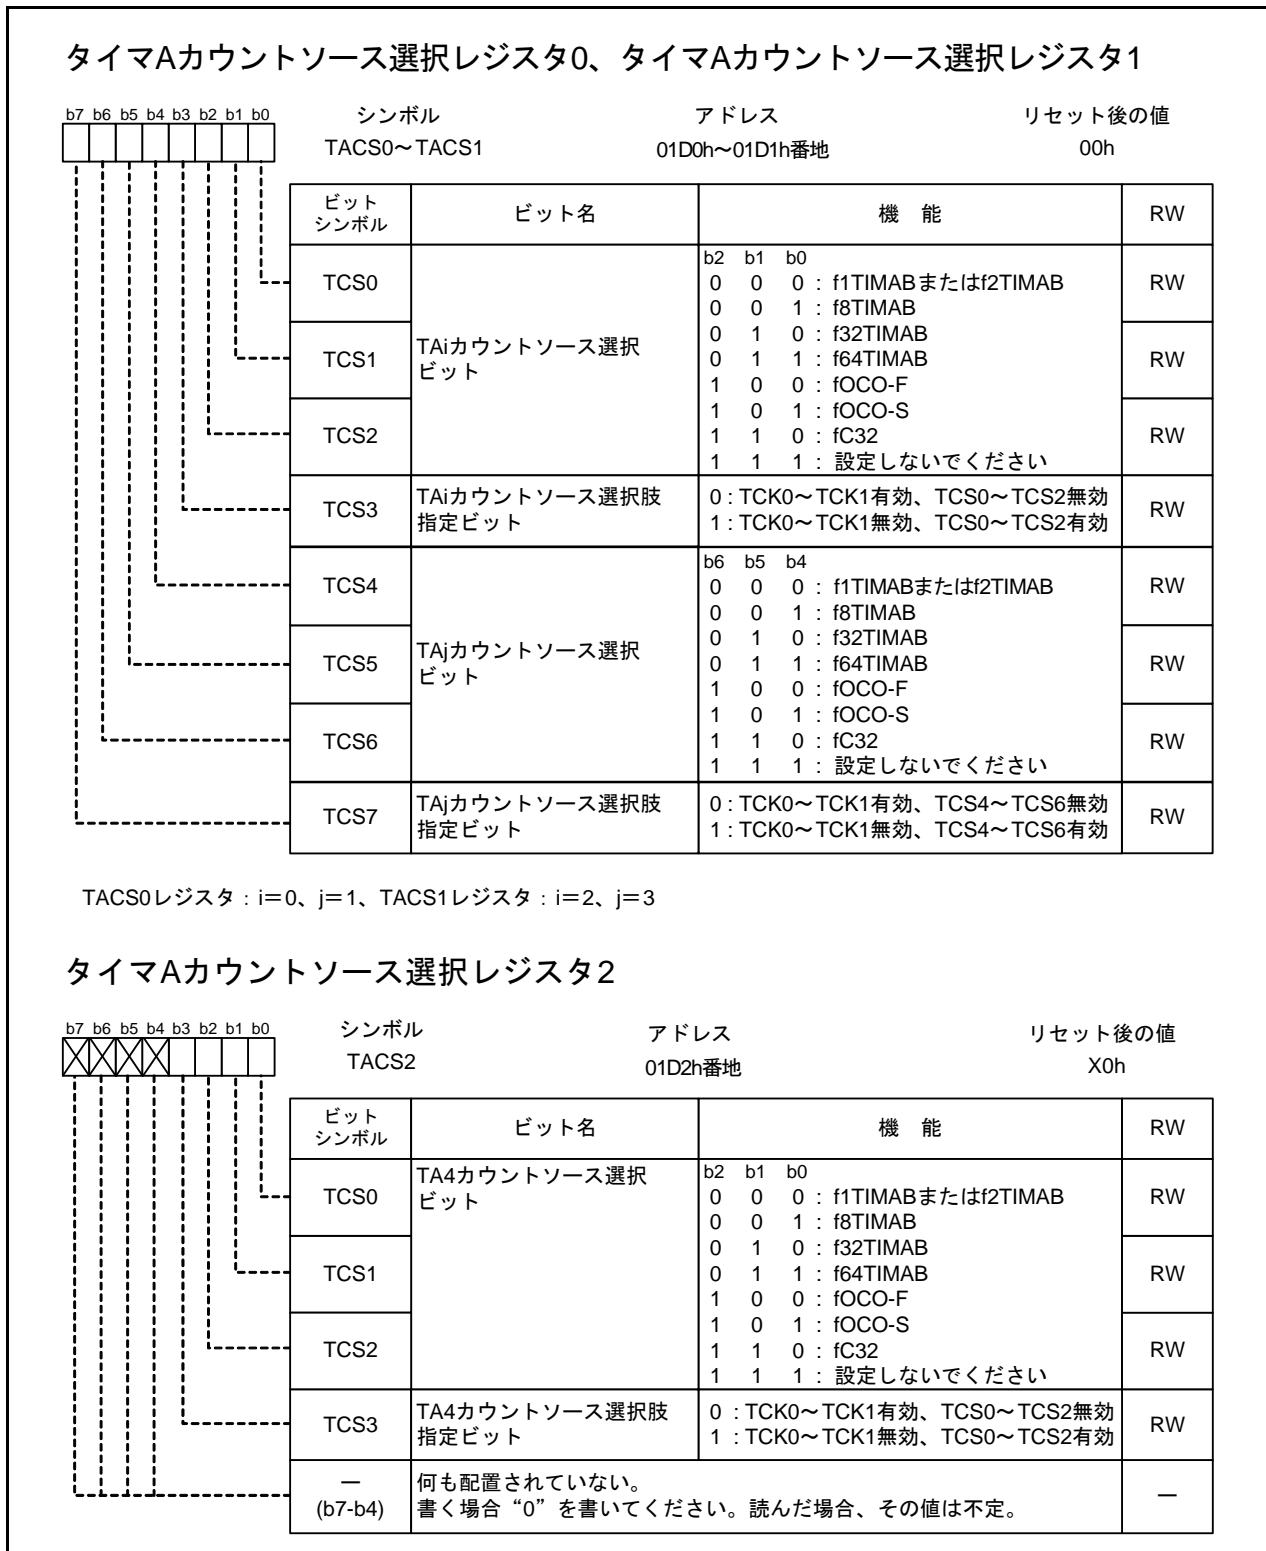 タイマAカウントソース選択レジスタ0、タイマAカウントソース選択レジスタ1
b7 b6 b5 b4 b3 b2 b1 b0
シンボル アドレス リセット後の値
TACS0～TACS1 01D0h～01D1h番地 00h
ビット
シンボル
ビット名
機 能
RW
TCS0
TAiカウントソース選択
ビット
b2 b1 b0
0 0 0 : f1TIMABまたはf2TIMAB
0 0 1 : f8TIMAB
0 1 0 : f32TIMAB
0 1 1 : f64TIMAB
1 0 0 : fOCO-F
1 0 1 : fOCO-S
1 1 0 : fC32
1 1 1 : 設定しないでください
RW
TCS1
RW
TCS2
RW
TCS3
TAiカウントソース選択肢
指定ビット
0 : TCK0～TCK1有効、TCS0～TCS2無効
1 : TCK0～TCK1無効、TCS0～TCS2有効
RW
TCS4
TAjカウントソース選択
ビット
b6 b5 b4
0 0 0 : f1TIMABまたはf2TIMAB
0 0 1 : f8TIMAB
0 1 0 : f32TIMAB
0 1 1 : f64TIMAB
1 0 0 : fOCO-F
1 0 1 : fOCO-S
1 1 0 : fC32
1 1 1 : 設定しないでください
RW
TCS5
RW
TCS6
RW
TCS7
TAjカウントソース選択肢
指定ビット
0 : TCK0～TCK1有効、TCS4～TCS6無効
1 : TCK0～TCK1無効、TCS4～TCS6有効
RW
TACS0レジスタ : i＝0、j＝1、TACS1レジスタ : i＝2、j＝3
タイマAカウントソース選択レジスタ2
b7 b6 b5 b4 b3 b2 b1 b0
シンボル アドレス リセット後の値
TACS2 01D2h番地 X0h
ビット
シンボル
ビット名
機 能
RW
TCS0
TA4カウントソース選択
ビット
b2 b1 b0
0 0 0 : f1TIMABまたはf2TIMAB
0 0 1 : f8TIMAB
0 1 0 : f32TIMAB
0 1 1 : f64TIMAB
1 0 0 : fOCO-F
1 0 1 : fOCO-S
1 1 0 : fC32
1 1 1 : 設定しないでください
RW
TCS1
RW
TCS2
RW
TCS3
TA4カウントソース選択肢
指定ビット
0 : TCK0～TCK1有効、TCS0～TCS2無効
1 : TCK0～TCK1無効、TCS0～TCS2有効
RW
―
(b7-b4)
何も配置されていない。
書く場合“0”を書いてください。読んだ場合、その値は不定。
―